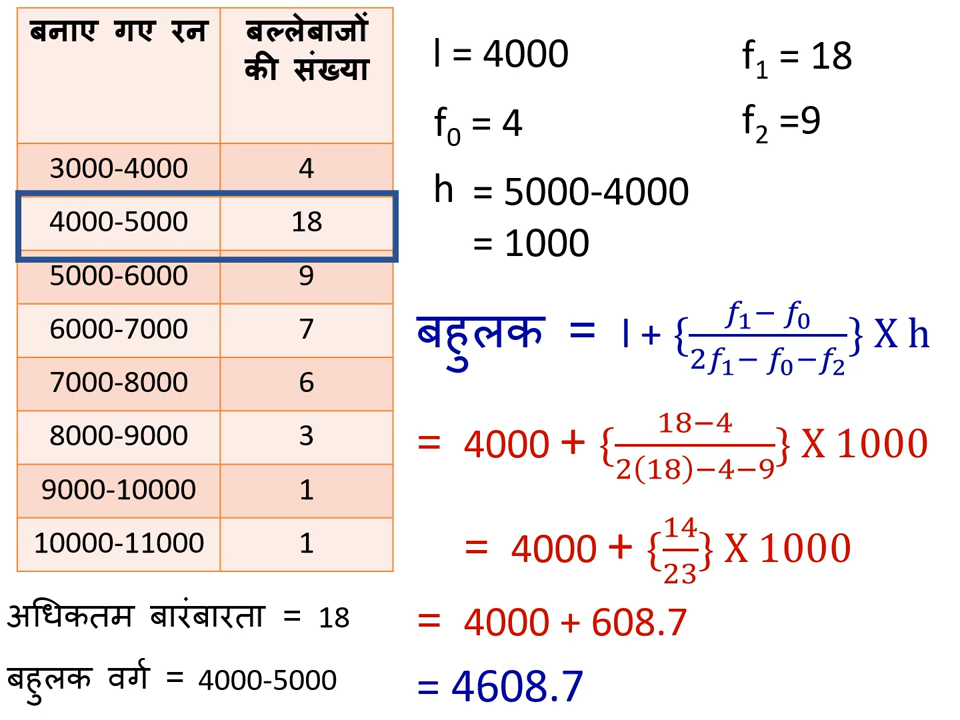 बनाए गए रन बल्लेबाजों की संख्या
3000-4000 4
4000-5000 18
5000-6000 9
6000-7000 7
7000-8000 6
8000-9000 3
9000-10000 1
10000-11000 1
अधिकतम बारंबारता = 18
बहुलक वर्ग = 4000-5000
l = 4000 f₁ = 18
f₀ = 4 f₂ =9
h = 5000-4000
= 1000
बहुलक = l + {(f₁ − f₀)/(2f₁ − f₀−f₂)} X h
= 4000 + {(18−4)/(2(18)−4−9)} X 1000
= 4000 + {14/23} X 1000
= 4000 + 608.7
= 4608.7